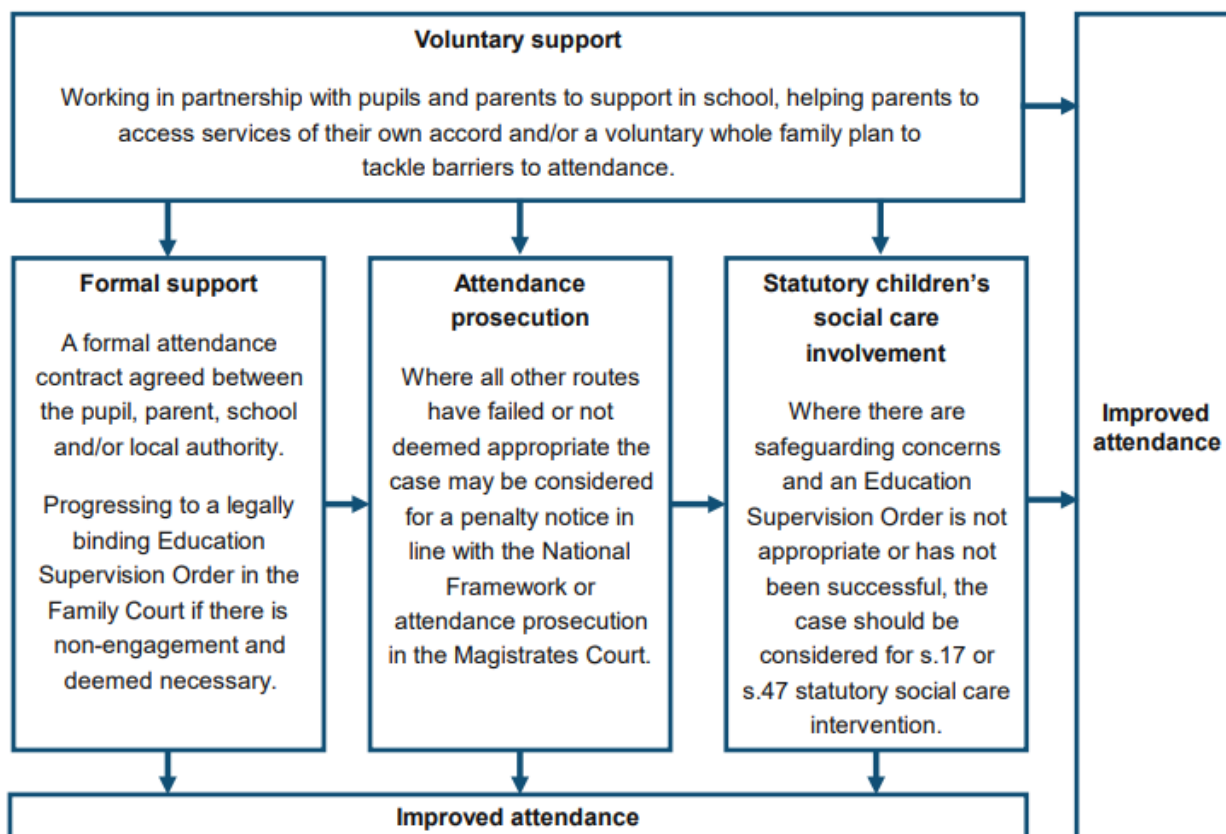 Voluntary support
Working in partnership with pupils and parents to support in school, helping parents to
access services of their own accord and/or a voluntary whole family plan to
tackle barriers to attendance.
Formal support
A formal attendance
contract agreed between
the pupil, parent, school
and/or local authority.
Progressing to a legally
binding Education
Supervision Order in the
Family Court if there is
non-engagement and
deemed necessary.
Attendance
prosecution
Where all other routes
have failed or not
deemed appropriate the
case may be considered
for a penalty notice in
line with the National
Framework or
attendance prosecution
in the Magistrates Court.
Statutory children's
social care
involvement
Where there are
safeguarding concerns
and an Education
Supervision Order is not
appropriate or has not
been successful, the
case should be
considered for s.17 or
s.47 statutory social care
intervention.
Improved
attendance
Improved attendance